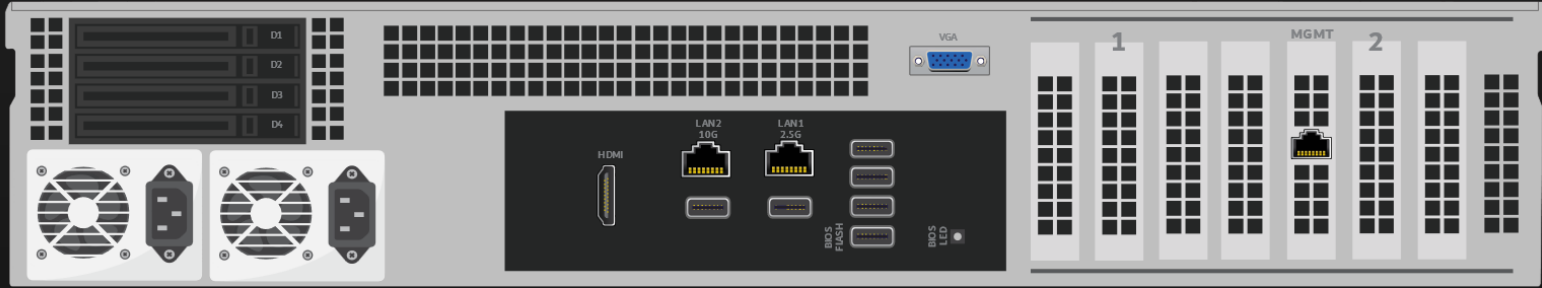 D1
D2
D3
D4
VGA
1
MGMT
2
LAN2
10G
LAN1
2.5G
HDMI
BIOS
FLASH
BIOS
LED